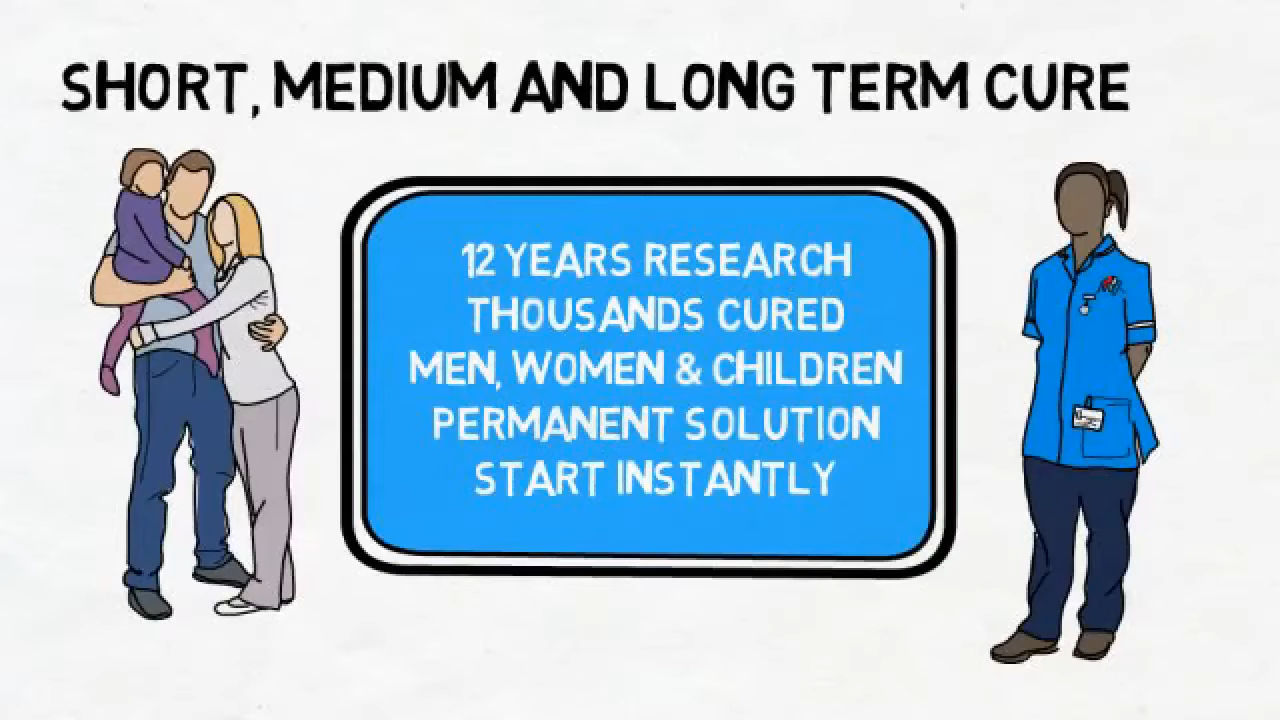 SHORT, MEDIUM AND LONG TERM CURE
12 YEARS RESEARCH
THOUSANDS CURED
MEN, WOMEN & CHILDREN
PERMANENT SOLUTION
START INSTANTLY